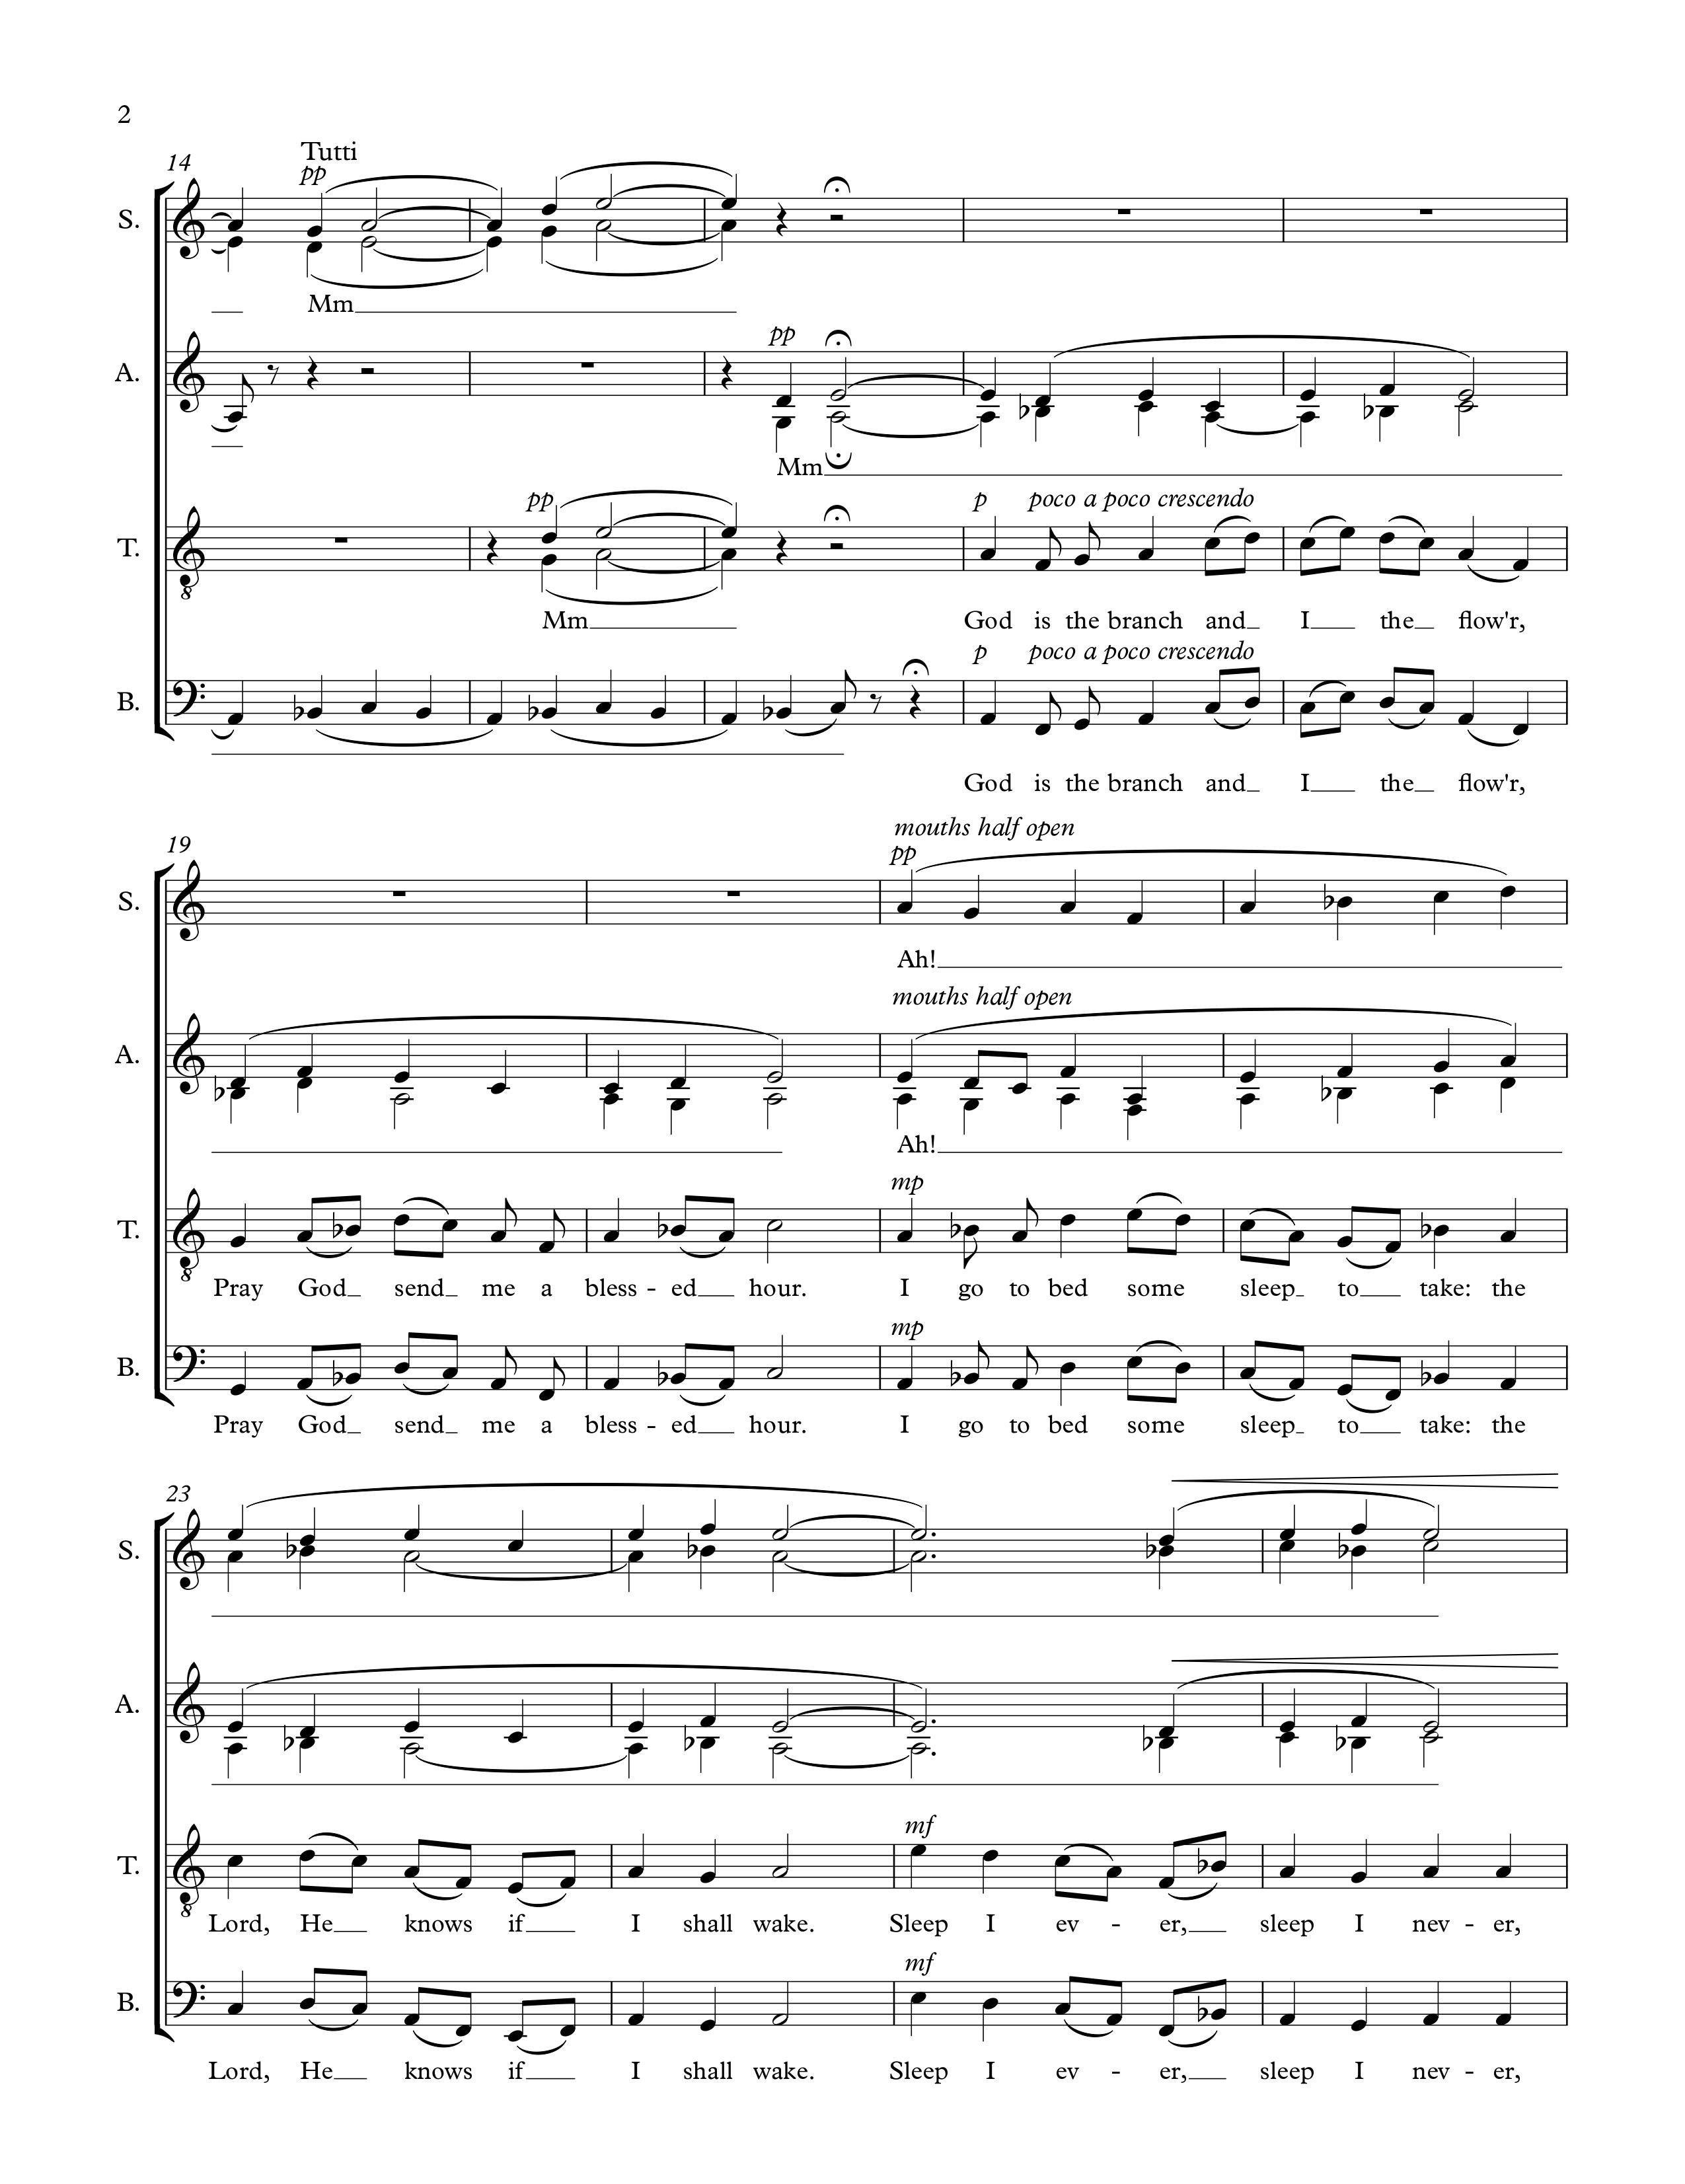 2
14
Tutti
pp
S.
Mm
pp
A.
Mm
pp
p poco a poco crescendo
T.
Mm God is the branch and I the flow'r,
p poco a poco crescendo
B.
God is the branch and I the flow'r,
mouths half open
19
pp
S.
Ah!
mouths half open
A.
Ah!
mp
T.
Pray God send me a bless - ed hour. I go to bed some sleep to take: the
mp
B.
Pray God send me a bless - ed hour. I go to bed some sleep to take: the
23
S.
A.
mf
T.
Lord, He knows if I shall wake. Sleep I ev - er, sleep I nev - er,
mf
B.
Lord, He knows if I shall wake. Sleep I ev - er, sleep I nev - er,